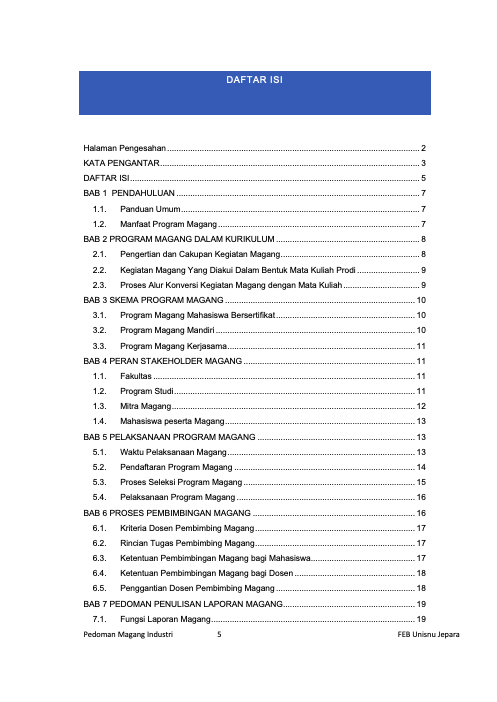 DAFTAR ISI
Halaman Pengesahan ........ 2
KATA PENGANTAR ........ 3
DAFTAR ISI ........ 5
BAB 1  PENDAHULUAN ........ 7
1.1. Panduan Umum ........ 7
1.2. Manfaat Program Magang ........ 7
BAB 2 PROGRAM MAGANG DALAM KURIKULUM ........ 8
2.1. Pengertian dan Cakupan Kegiatan Magang ........ 8
2.2. Kegiatan Magang Yang Diakui Dalam Bentuk Mata Kuliah Prodi ........ 9
2.3. Proses Alur Konversi Kegiatan Magang dengan Mata Kuliah ........ 9
BAB 3 SKEMA PROGRAM MAGANG ........ 10
3.1. Program Magang Mahasiswa Bersertifikat ........ 10
3.2. Program Magang Mandiri ........ 10
3.3. Program Magang Kerjasama ........ 11
BAB 4 PERAN STAKEHOLDER MAGANG ........ 11
1.1. Fakultas ........ 11
1.2. Program Studi ........ 11
1.3. Mitra Magang ........ 12
1.4. Mahasiswa peserta Magang ........ 13
BAB 5 PELAKSANAAN PROGRAM MAGANG ........ 13
5.1. Waktu Pelaksanaan Magang ........ 13
5.2. Pendaftaran Program Magang ........ 14
5.3. Proses Seleksi Program Magang ........ 15
5.4. Pelaksanaan Program Magang ........ 16
BAB 6 PROSES PEMBIMBINGAN MAGANG ........ 16
6.1. Kriteria Dosen Pembimbing Magang ........ 17
6.2. Rincian Tugas Pembimbing Magang ........ 17
6.3. Ketentuan Pembimbingan Magang bagi Mahasiswa ........ 17
6.4. Ketentuan Pembimbingan Magang bagi Dosen ........ 18
6.5. Penggantian Dosen Pembimbing Magang ........ 18
BAB 7 PEDOMAN PENULISAN LAPORAN MAGANG ........ 19
7.1. Fungsi Laporan Magang ........ 19
Pedoman Magang Industri 5 FEB Unisnu Jepara